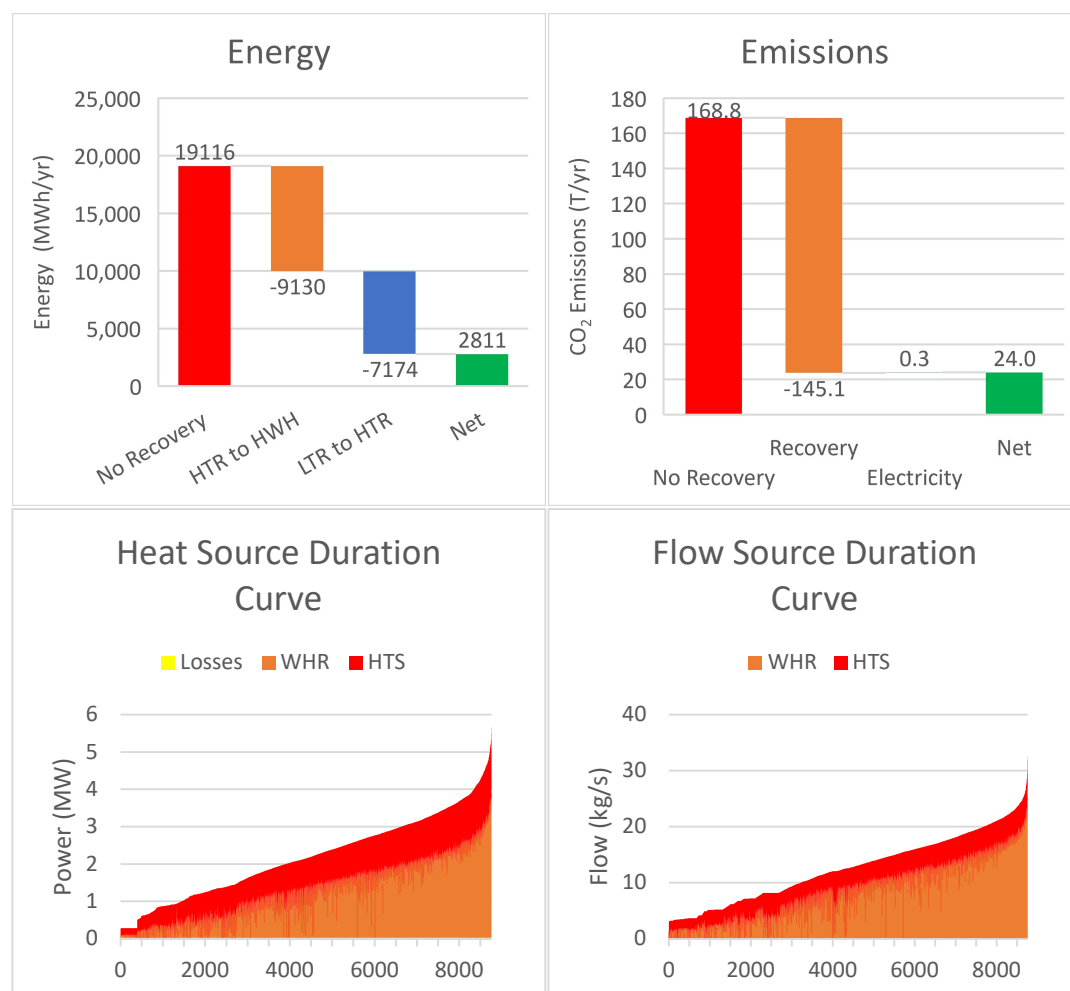 Energy
Energy (MWh/yr)
25,000
20,000
15,000
10,000
5,000
0
19116
-9130
-7174
2811
No Recovery
HTR to HWH
LTR to HTR
Net
Emissions
CO₂ Emissions (T/yr)
180
160
140
120
100
80
60
40
20
0
168.8
-145.1
0.3
24.0
Recovery
Net
No Recovery
Electricity
Heat Source Duration
Curve
Losses WHR HTS
Power (MW)
6
5
4
3
2
1
0
0 2000 4000 6000 8000
Flow Source Duration
Curve
WHR HTS
Flow (kg/s)
40
30
20
10
0
0 2000 4000 6000 8000